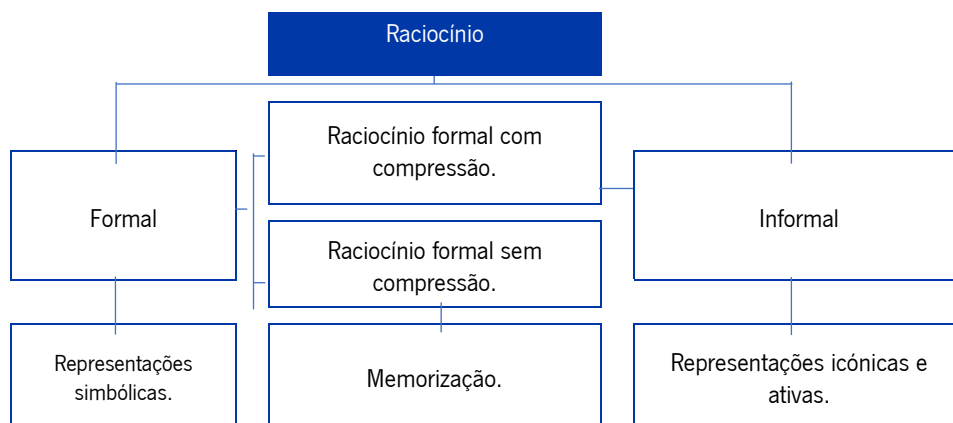 Raciocínio
Raciocínio formal com
compressão.
Formal
Informal
Raciocínio formal sem
compressão.
Representações
simbólicas.
Memorização.
Representações icónicas e
ativas.